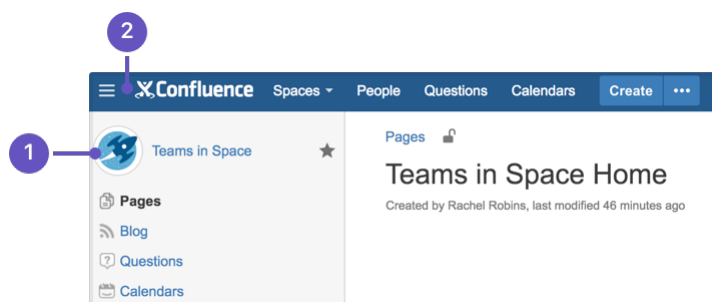 2
Confluence Spaces People Questions Calendars Create •••
1
Teams in Space
Pages
Blog
Questions
Calendars
Pages
Teams in Space Home
Created by Rachel Robins, last modified 46 minutes ago